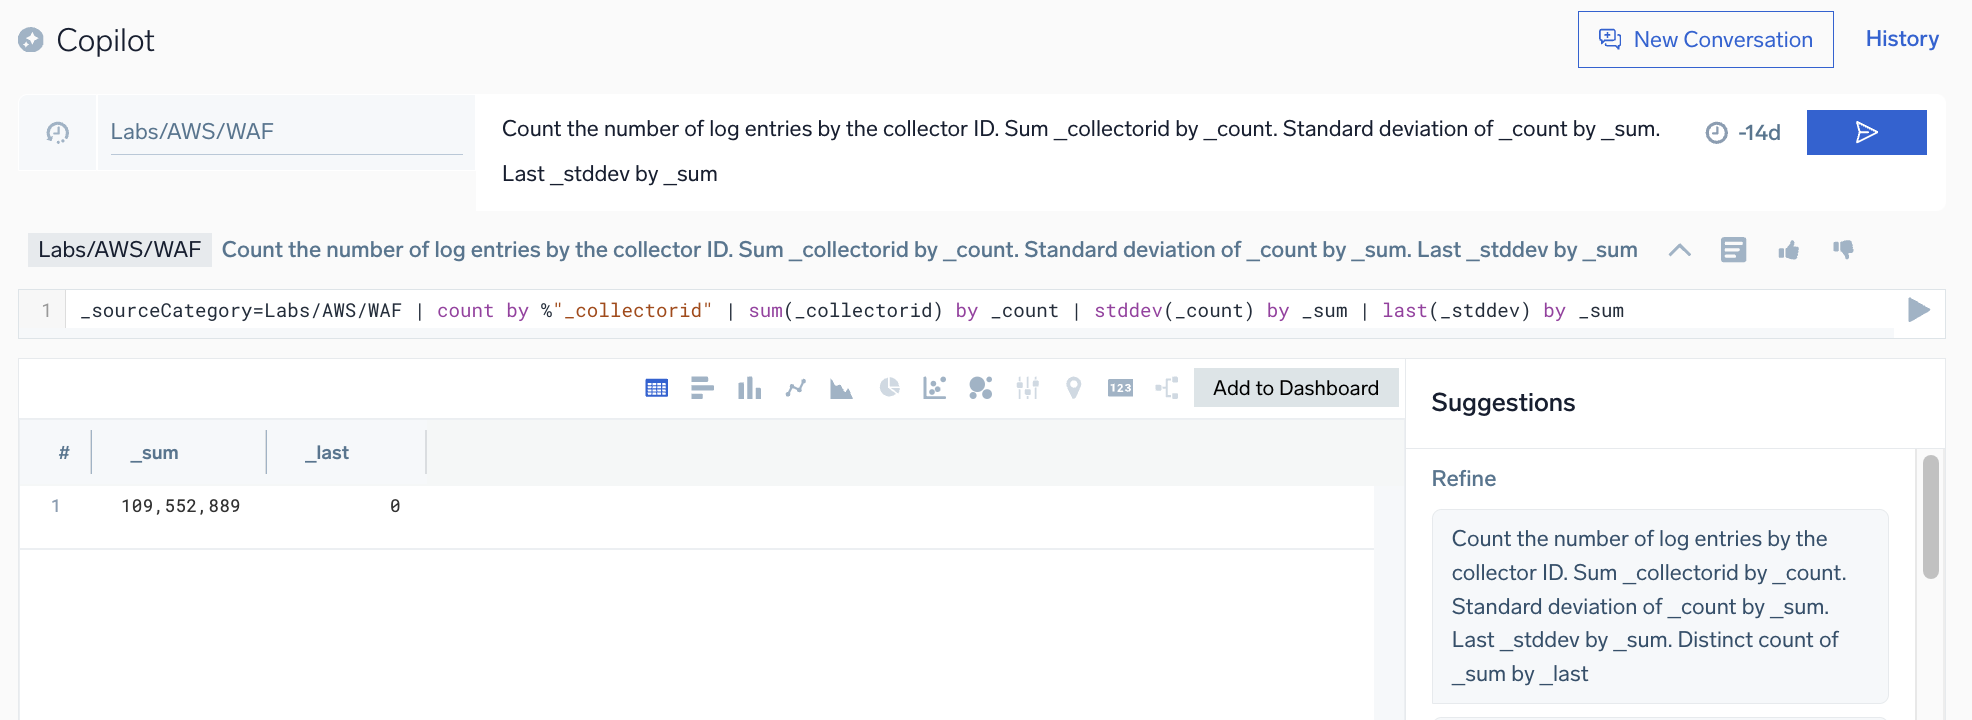 Copilot
New Conversation
History
Labs/AWS/WAF
Count the number of log entries by the collector ID. Sum _collectorid by _count. Standard deviation of _count by _sum.
Last _stddev by _sum
-14d
Labs/AWS/WAF Count the number of log entries by the collector ID. Sum _collectorid by _count. Standard deviation of _count by _sum. Last _stddev by _sum
1 _sourceCategory=Labs/AWS/WAF | count by %"_collectorid" | sum(_collectorid) by _count | stddev(_count) by _sum | last(_stddev) by _sum
123
Add to Dashboard
# _sum _last
1 109,552,889 0
Suggestions
Refine
Count the number of log entries by the
collector ID. Sum _collectorid by _count.
Standard deviation of _count by _sum.
Last _stddev by _sum. Distinct count of
_sum by _last